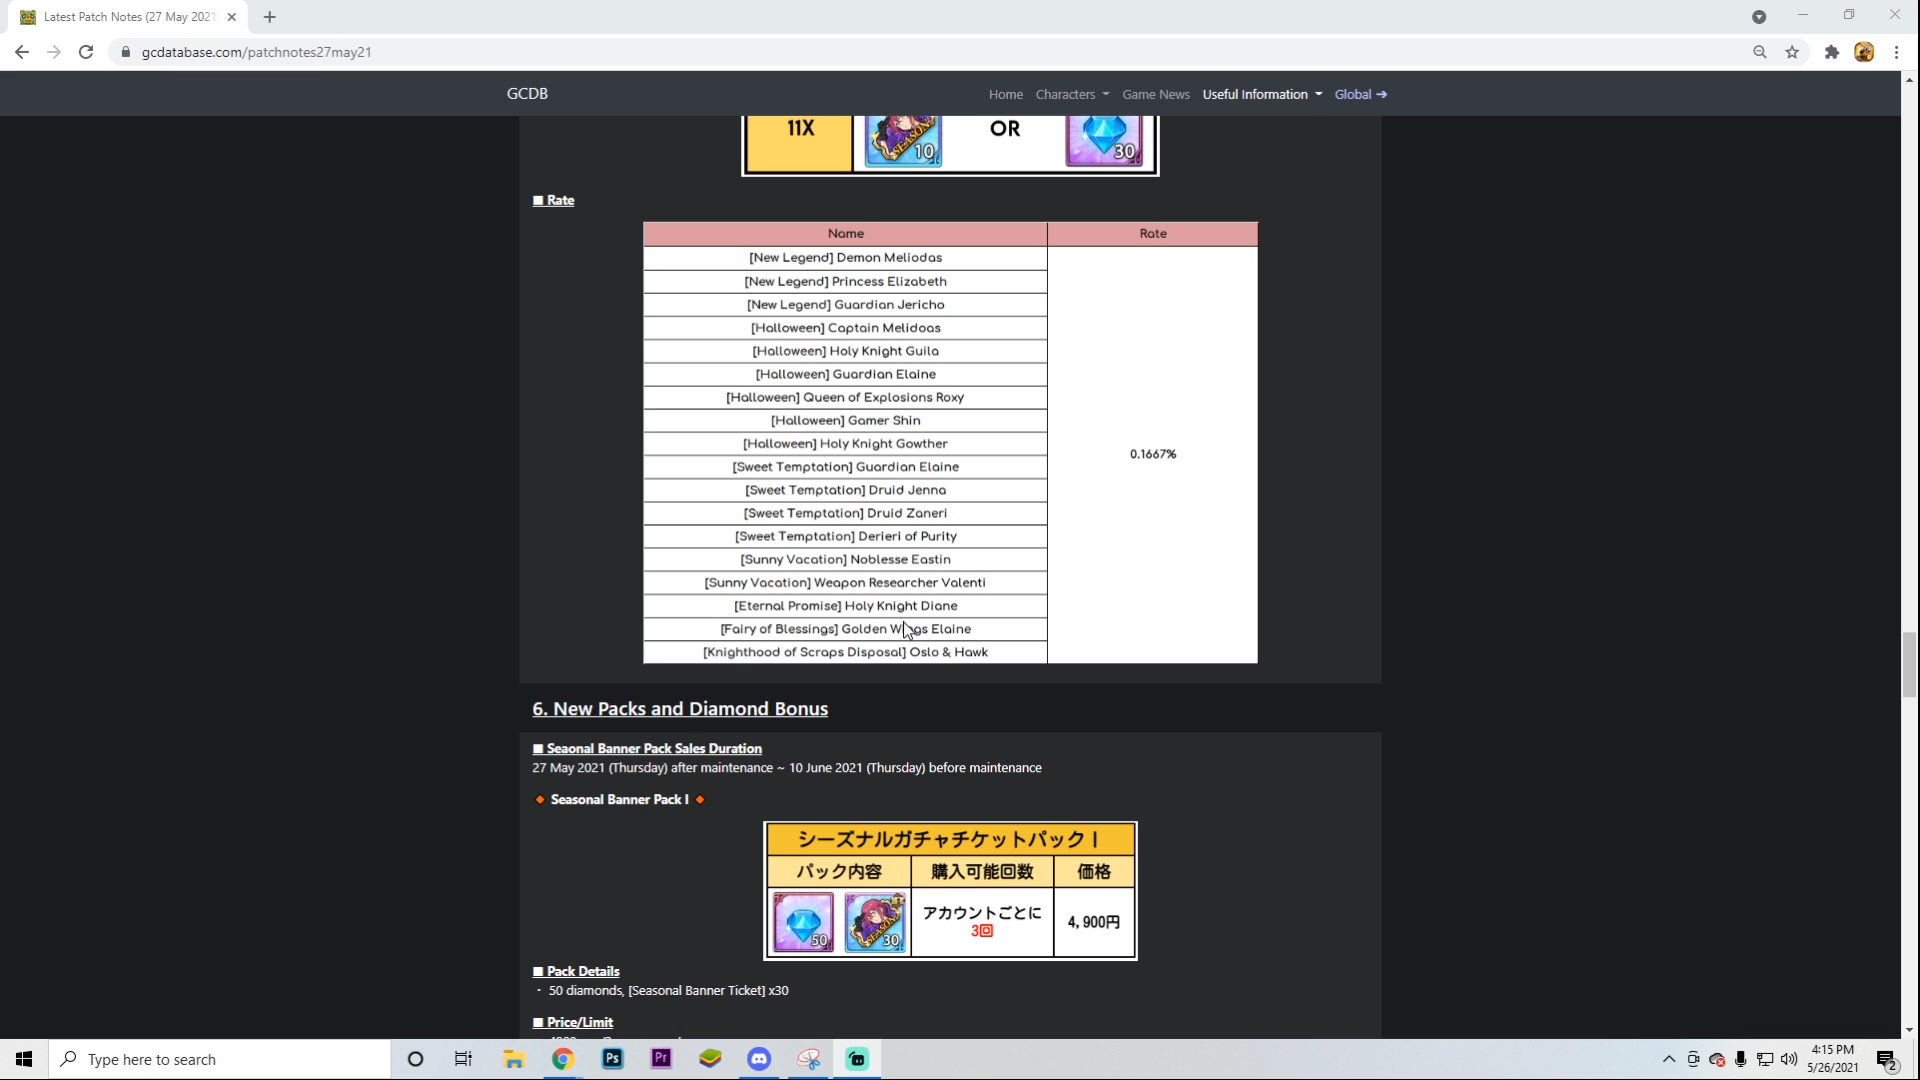 Latest Patch Notes (27 May 2021
gcdatabase.com/patchnotes27may21
GCDB
Home Characters Game News Useful Information Global →
11X 10 OR 30
■ Rate
Name Rate
[New Legend] Demon Meliodas
[New Legend] Princess Elizabeth
[New Legend] Guardian Jericho
[Halloween] Captain Melidoas
[Halloween] Holy Knight Guila
[Halloween] Guardian Elaine
[Halloween] Queen of Explosions Roxy
[Halloween] Gamer Shin
[Halloween] Holy Knight Gowther
0.1667%
[Sweet Temptation] Guardian Elaine
[Sweet Temptation] Druid Jenna
[Sweet Temptation] Druid Zaneri
[Sweet Temptation] Derieri of Purity
[Sunny Vacation] Noblesse Eastin
[Sunny Vacation] Weapon Researcher Valenti
[Eternal Promise] Holy Knight Diane
[Fairy of Blessings] Golden Wings Elaine
[Knighthood of Scraps Disposal] Oslo & Hawk
6. New Packs and Diamond Bonus
■ Seaonal Banner Pack Sales Duration
27 May 2021 (Thursday) after maintenance ~ 10 June 2021 (Thursday) before maintenance
🔸 Seasonal Banner Pack I 🔸
シーズナルガチャチケットパックⅠ
パック内容 購入可能回数 価格
50 SEASON 30 アカウントごとに 4,900円
3回
■ Pack Details
・ 50 diamonds, [Seasonal Banner Ticket] x30
■ Price/Limit
Type here to search
Ps Pr
4:15 PM
5/26/2021
2